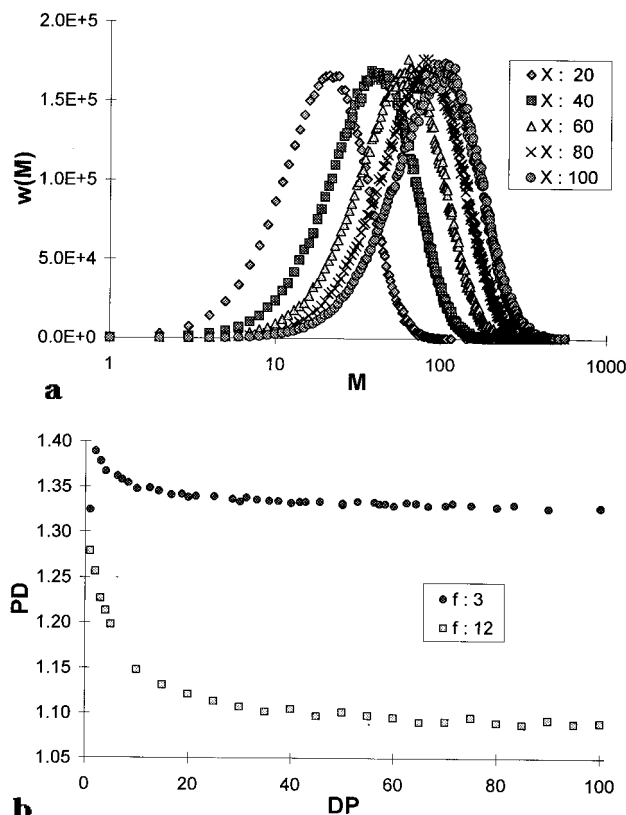 2.0E+5
1.5E+5
1.0E+5
5.0E+4
0.0E+0
w(M)
X : 20
X : 40
X : 60
X : 80
X : 100
1 10 100 1000
M
a
1.40
1.35
1.30
1.25
1.20
1.15
1.10
1.05
PD
f : 3
f : 12
0 20 40 60 80 100
DP
b